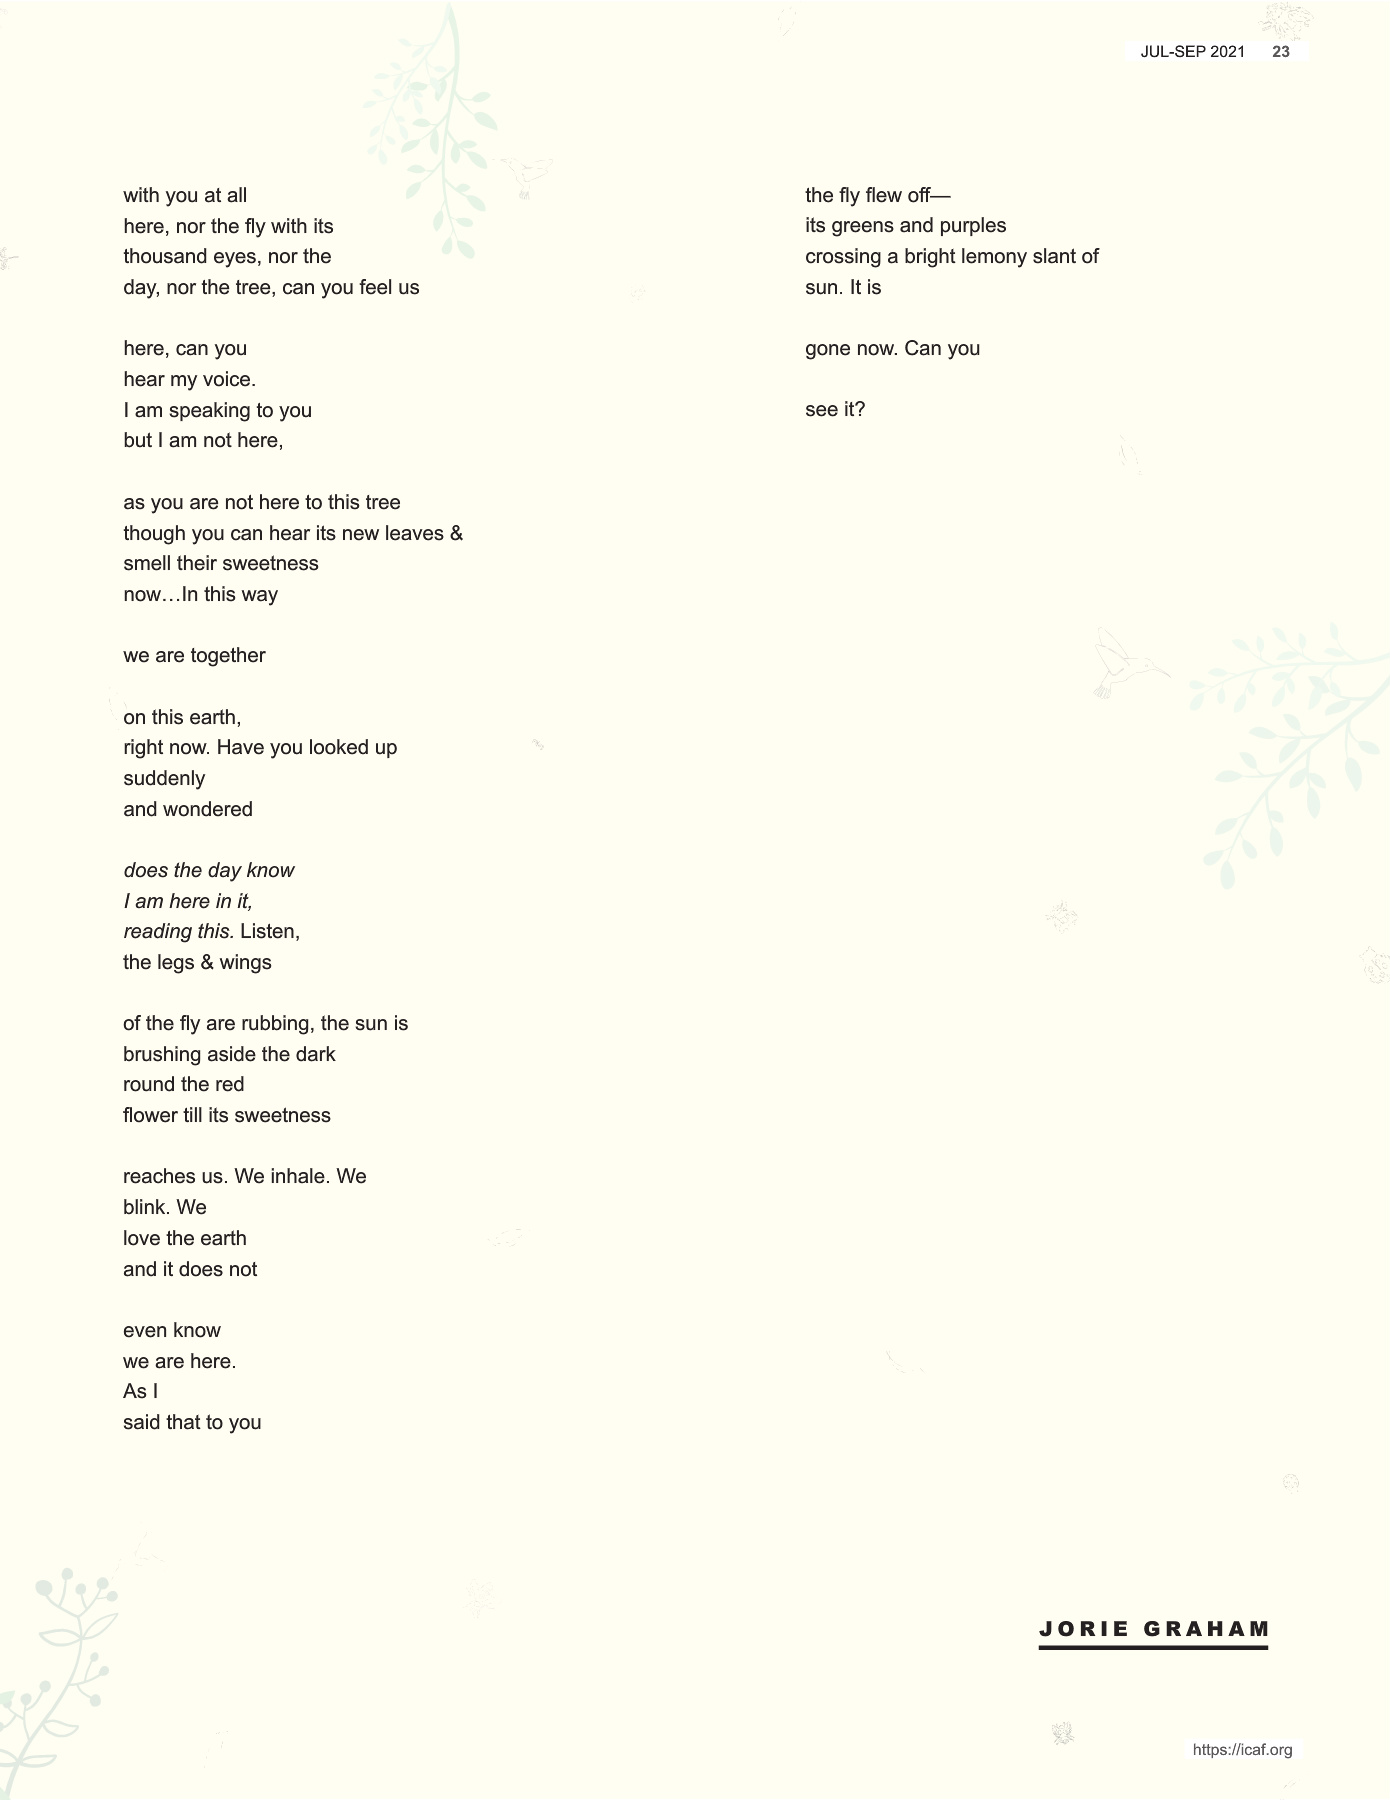 JUL-SEP 2021 23
with you at all
here, nor the fly with its
thousand eyes, nor the
day, nor the tree, can you feel us
here, can you
hear my voice.
I am speaking to you
but I am not here,
as you are not here to this tree
though you can hear its new leaves &
smell their sweetness
now…In this way
we are together
on this earth,
right now. Have you looked up
suddenly
and wondered
does the day know
I am here in it,
reading this. Listen,
the legs & wings
of the fly are rubbing, the sun is
brushing aside the dark
round the red
flower till its sweetness
reaches us. We inhale. We
blink. We
love the earth
and it does not
even know
we are here.
As I
said that to you
the fly flew off—
its greens and purples
crossing a bright lemony slant of
sun. It is
gone now. Can you
see it?
JORIE GRAHAM
https://icaf.org